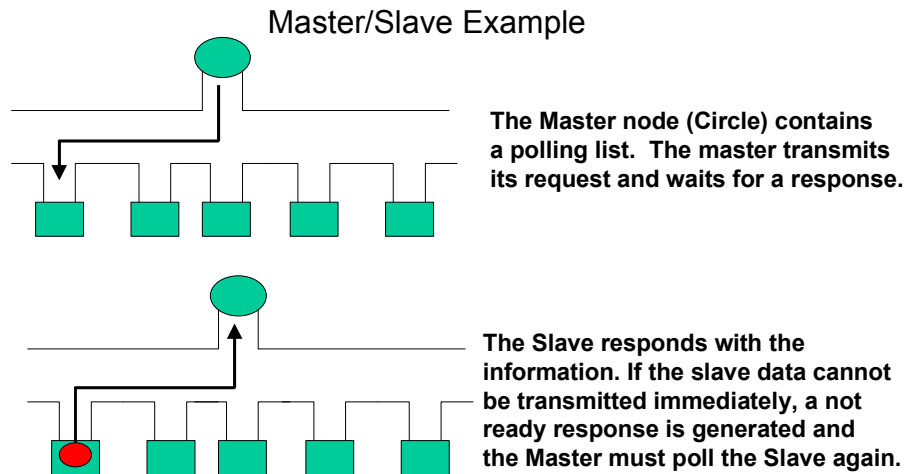 Master/Slave Example
The Master node (Circle) contains
a polling list. The master transmits
its request and waits for a response.
The Slave responds with the
information. If the slave data cannot
be transmitted immediately, a not
ready response is generated and
the Master must poll the Slave again.